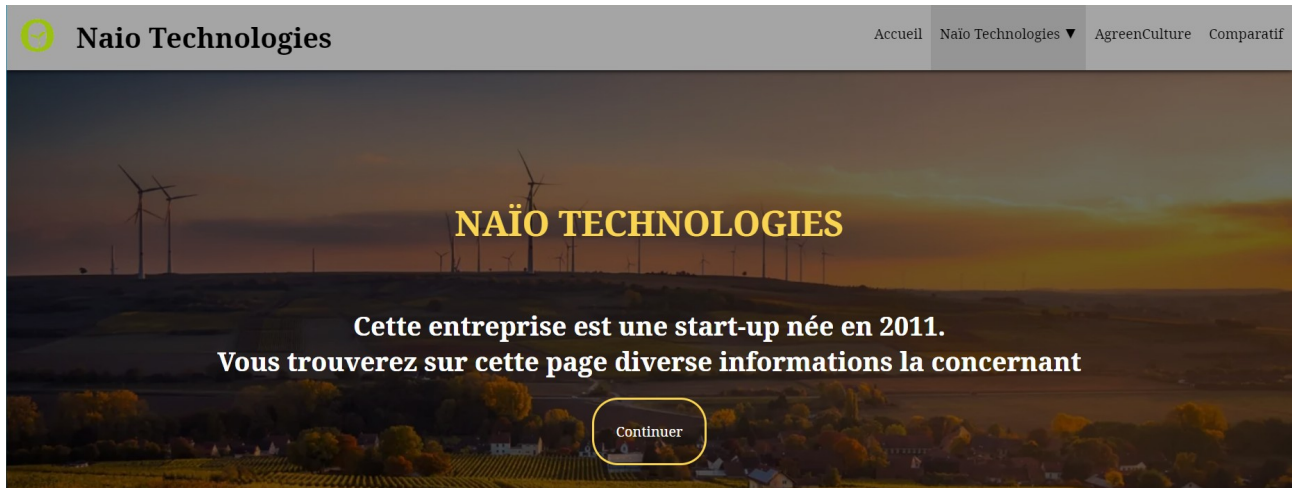 Naio Technologies
Accueil Naïo Technologies ▼ AgreenCulture Comparatif
NAÏO TECHNOLOGIES
Cette entreprise est une start-up née en 2011.
Vous trouverez sur cette page diverse informations la concernant
Continuer